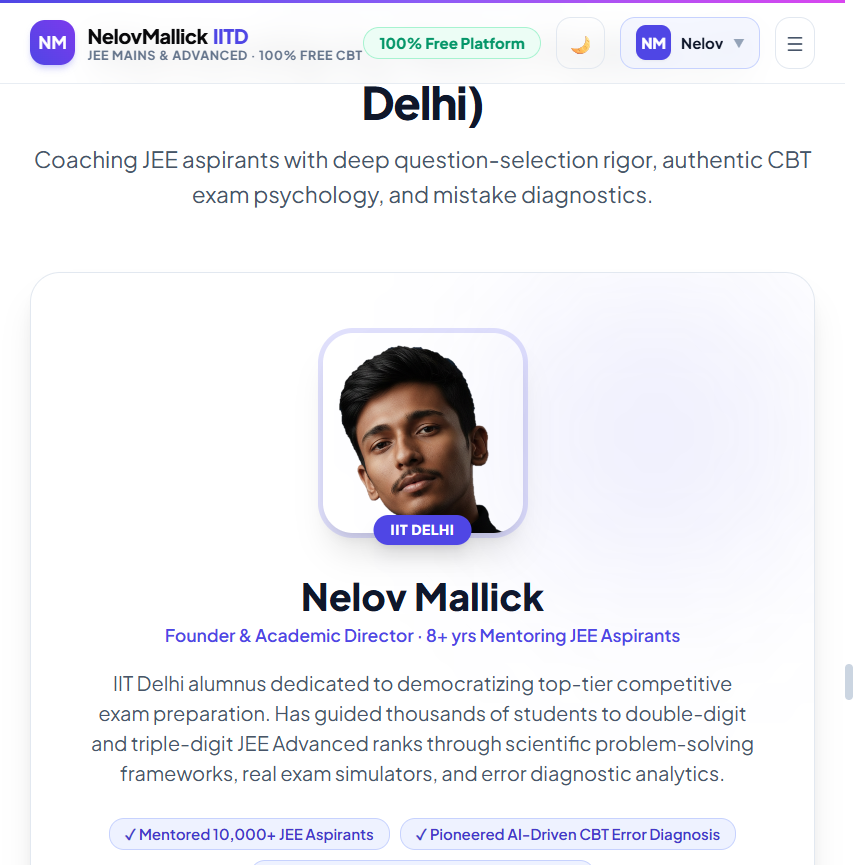 NM
NelovMallick IITD
JEE MAINS & ADVANCED · 100% FREE CBT
100% Free Platform
NM
Nelov ▼
☰
Delhi)
Coaching JEE aspirants with deep question-selection rigor, authentic CBT
exam psychology, and mistake diagnostics.
IIT DELHI
Nelov Mallick
Founder & Academic Director · 8+ yrs Mentoring JEE Aspirants
IIT Delhi alumnus dedicated to democratizing top-tier competitive
exam preparation. Has guided thousands of students to double-digit
and triple-digit JEE Advanced ranks through scientific problem-solving
frameworks, real exam simulators, and error diagnostic analytics.
✓ Mentored 10,000+ JEE Aspirants
✓ Pioneered AI-Driven CBT Error Diagnosis